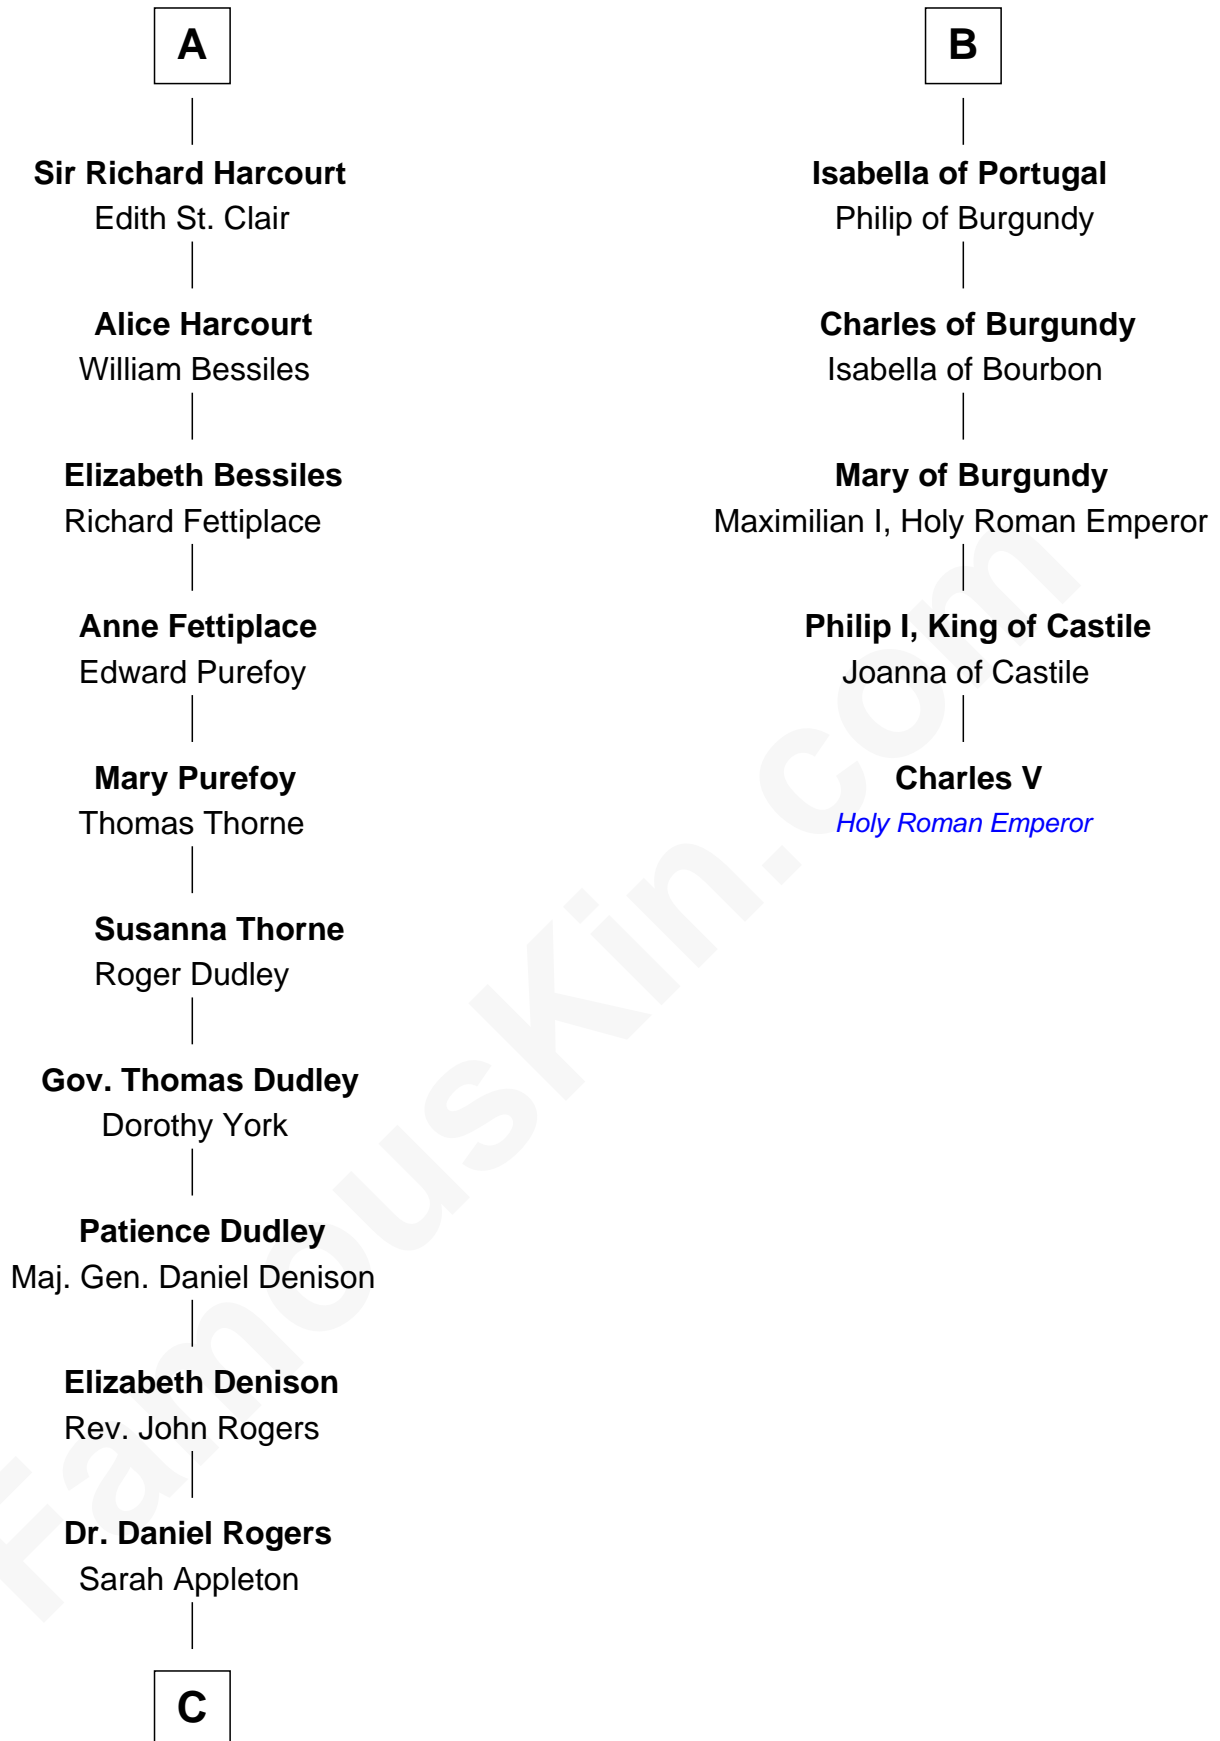 A
Sir Richard Harcourt
Edith St. Clair
Alice Harcourt
William Bessiles
Elizabeth Bessiles
Richard Fettiplace
Anne Fettiplace
Edward Purefoy
Mary Purefoy
Thomas Thorne
Susanna Thorne
Roger Dudley
Gov. Thomas Dudley
Dorothy York
Patience Dudley
Maj. Gen. Daniel Denison
Elizabeth Denison
Rev. John Rogers
Dr. Daniel Rogers
Sarah Appleton
C
B
Isabella of Portugal
Philip of Burgundy
Charles of Burgundy
Isabella of Bourbon
Mary of Burgundy
Maximilian I, Holy Roman Emperor
Philip I, King of Castile
Joanna of Castile
Charles V
Holy Roman Emperor
FamousKin.com